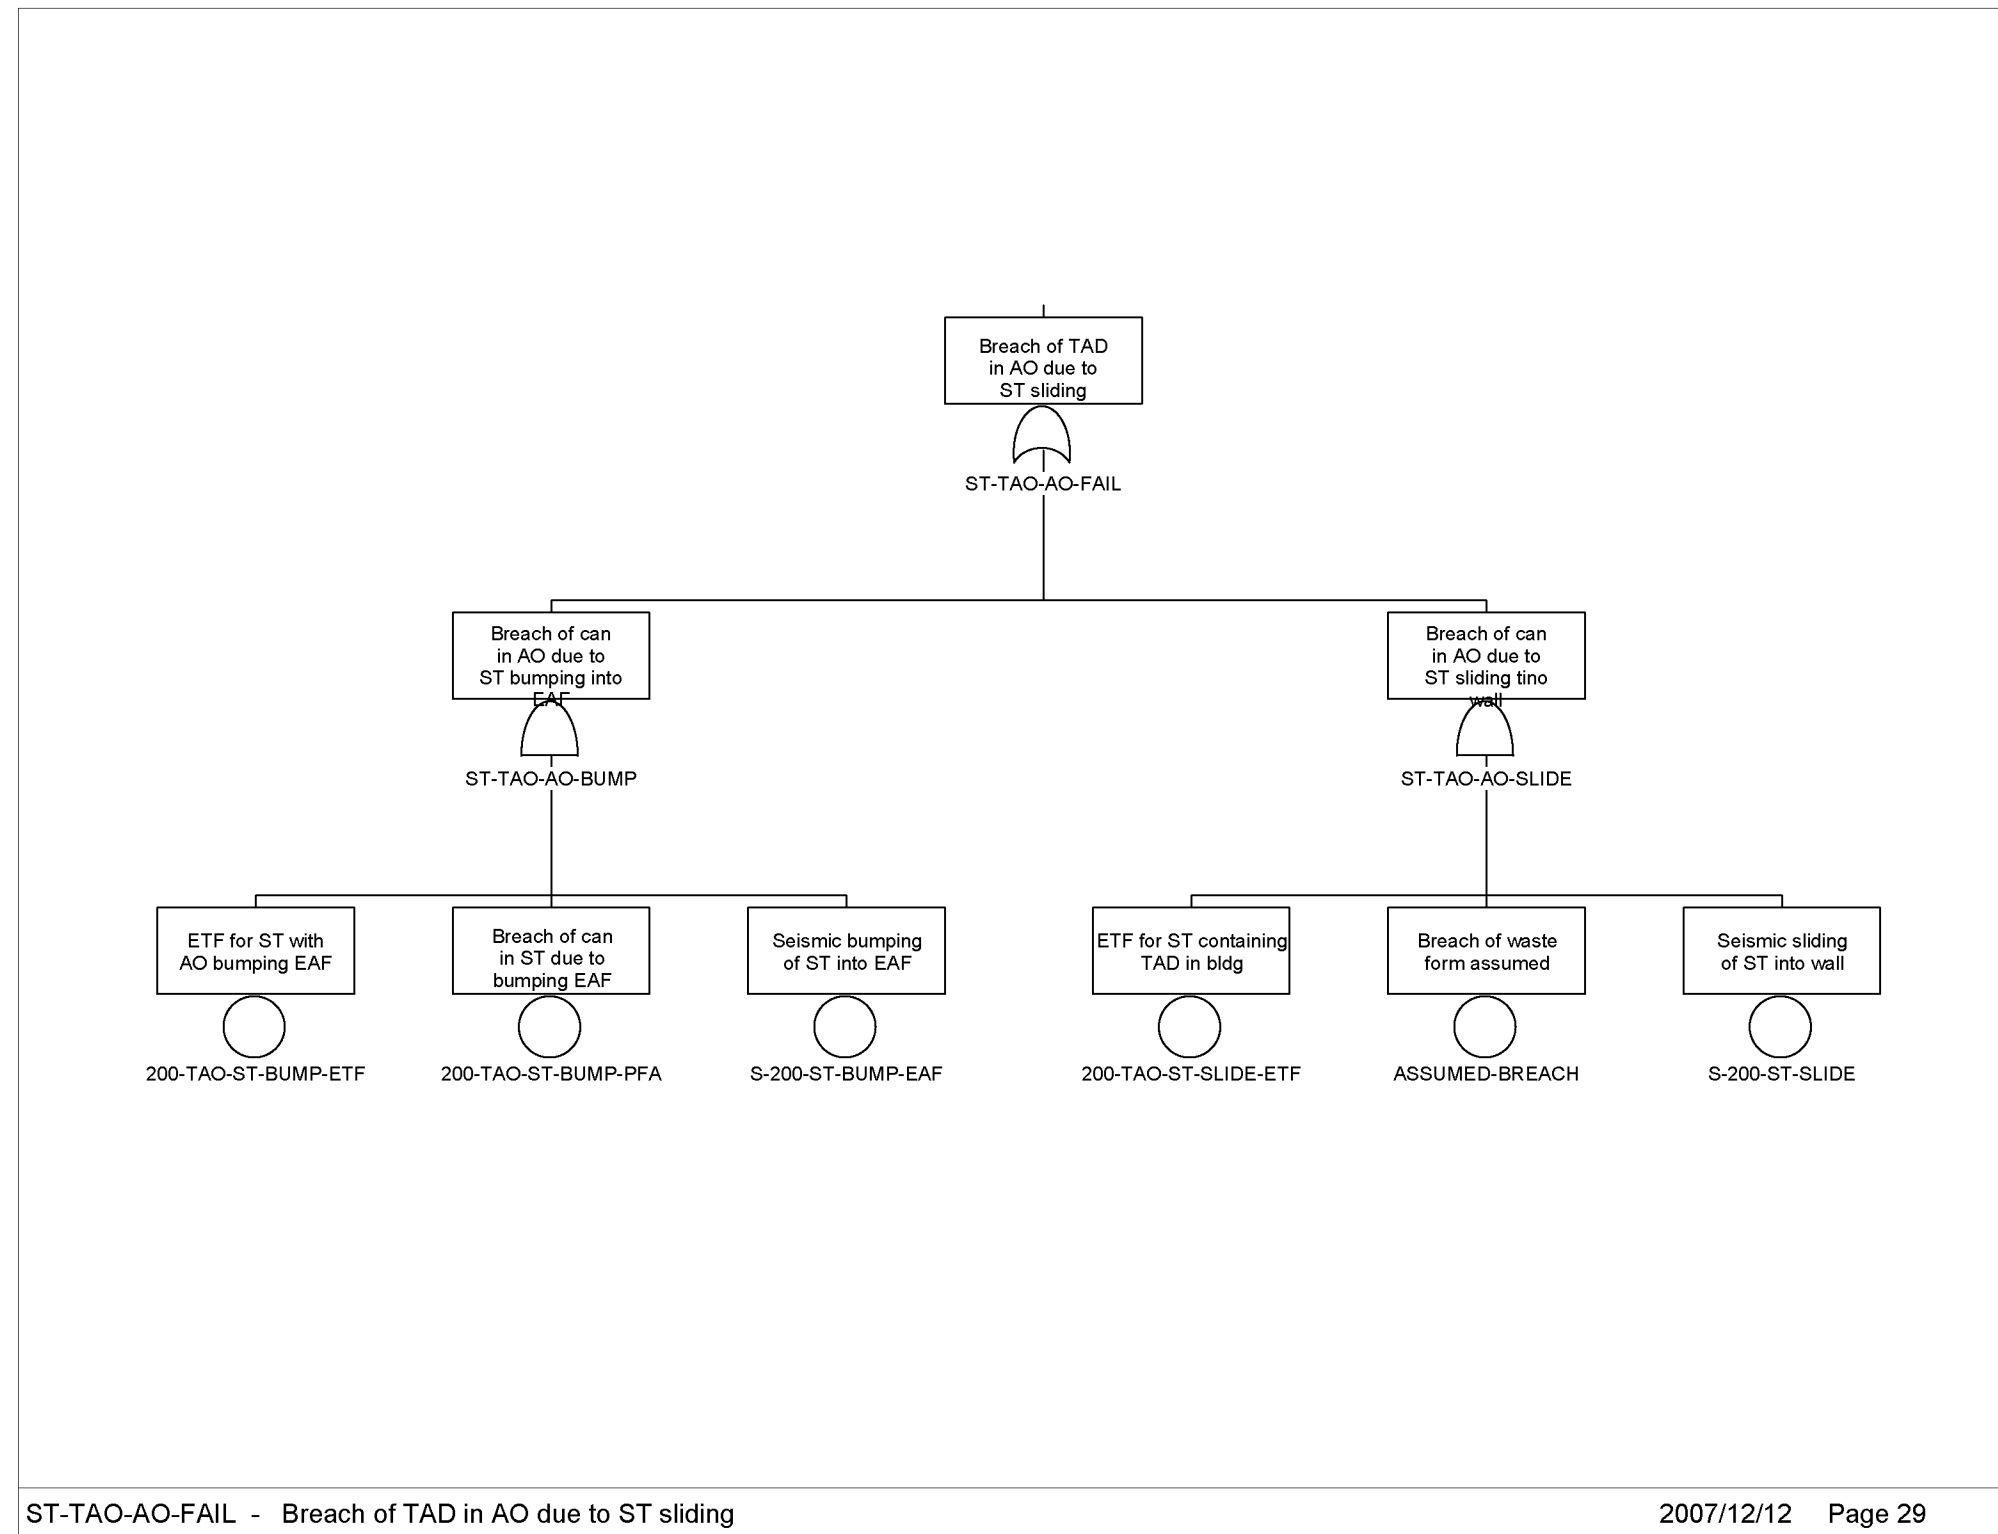 Breach of TAD
in AO due to
ST sliding
ST-TAO-AO-FAIL
Breach of can
in AO due to
ST bumping into
EAF
ST-TAO-AO-BUMP
Breach of can
in AO due to
ST sliding tino
wall
ST-TAO-AO-SLIDE
ETF for ST with
AO bumping EAF
200-TAO-ST-BUMP-ETF
Breach of can
in ST due to
bumping EAF
200-TAO-ST-BUMP-PFA
Seismic bumping
of ST into EAF
S-200-ST-BUMP-EAF
ETF for ST containing
TAD in bldg
200-TAO-ST-SLIDE-ETF
Breach of waste
form assumed
ASSUMED-BREACH
Seismic sliding
of ST into wall
S-200-ST-SLIDE
ST-TAO-AO-FAIL - Breach of TAD in AO due to ST sliding
2007/12/12 Page 29